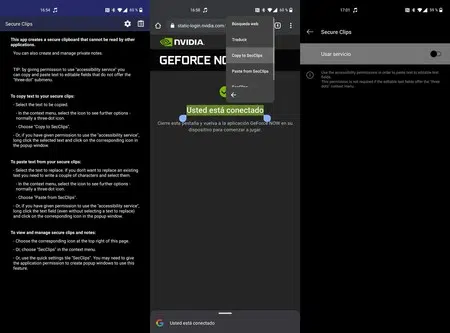 16:54
60 %
Secure Clips
This app creates a secure clipboard that cannot be read by other
applications.
You can also create and manage private notes.
TIP: by giving permission to use "accessibility service" you
can copy and paste text to editable fields that do not offer the
"three-dot" submenu.
To copy text to your secure clips:
- Select the text to be copied.
- In the context menu, select the icon to see further options -
normally a three-dot icon.
- Choose "Copy to SecClips".
- Or, if you have given permission to use the "accessibility service",
long click the selected text and click on the corresponding icon in
the popup window.
To paste text from your secure clips:
- Select the text to replace. If you don't want to replace an existing
text you need to write a couple of characters and select them.
- In the context menu, select the icon to see further options -
normally a three-dot icon.
- Choose "Paste from SecClips".
- Or, if you have given permission to use the "accessibility service",
long click the text field (even without selecting a text to replace) and
click on the corresponding icon in the popup window.
To view and manage secure clips and notes:
- Choose the corresponding icon at the top right of this page.
- Or, choose "SecClips" in the context menu.
- Or, use the quick settings tile "SecClips". You may need to give
the application permission to create popup windows to use this
feature.
16:58
60 %
static-login.nvidia.com
Búsqueda web
Traducir
Copy to SecClips
Paste from SecClips
NVIDIA
GEFORCE NOW
Usted está conectado
Cierre esta pantalla y vuelva a la aplicación GeForce NOW en su
dispositivo para comenzar a jugar.
Usted está conectado
17:01
59 %
Secure Clips
Usar servicio
Use the accessibility permissions in order to paste text to editable text
fields.
This permission is not required if the editable text fields offer the "three
dots" context menu.